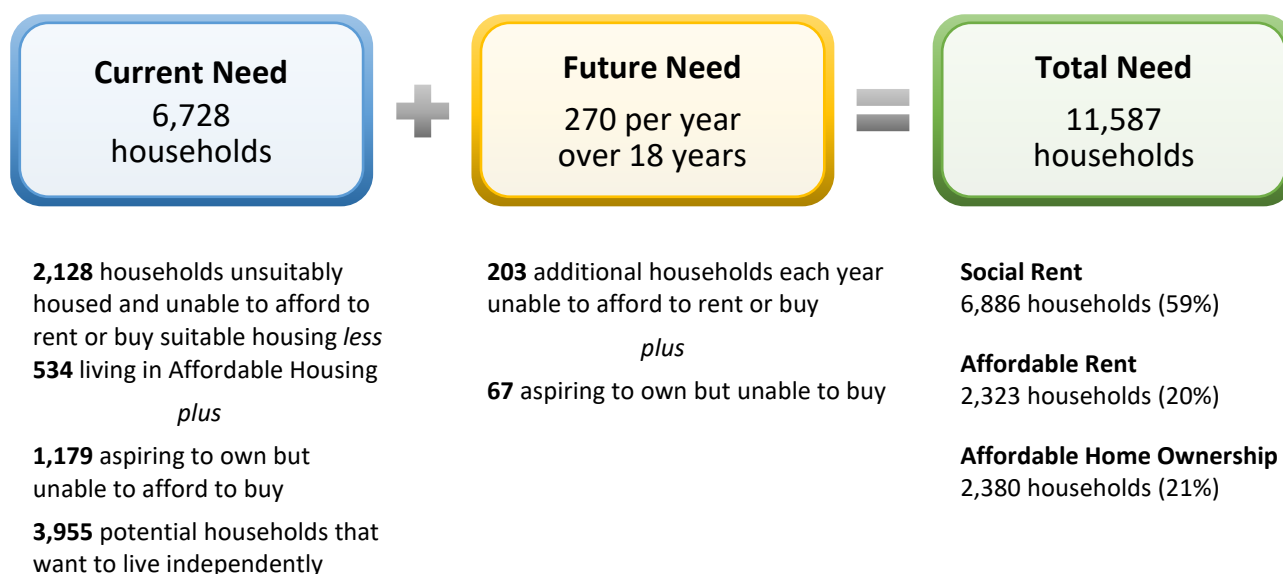 Current Need
6,728
households
+
Future Need
270 per year
over 18 years
=
Total Need
11,587
households
2,128 households unsuitably
housed and unable to afford to
rent or buy suitable housing less
534 living in Affordable Housing
plus
1,179 aspiring to own but
unable to afford to buy
3,955 potential households that
want to live independently
203 additional households each year
unable to afford to rent or buy
plus
67 aspiring to own but unable to buy
Social Rent
6,886 households (59%)
Affordable Rent
2,323 households (20%)
Affordable Home Ownership
2,380 households (21%)